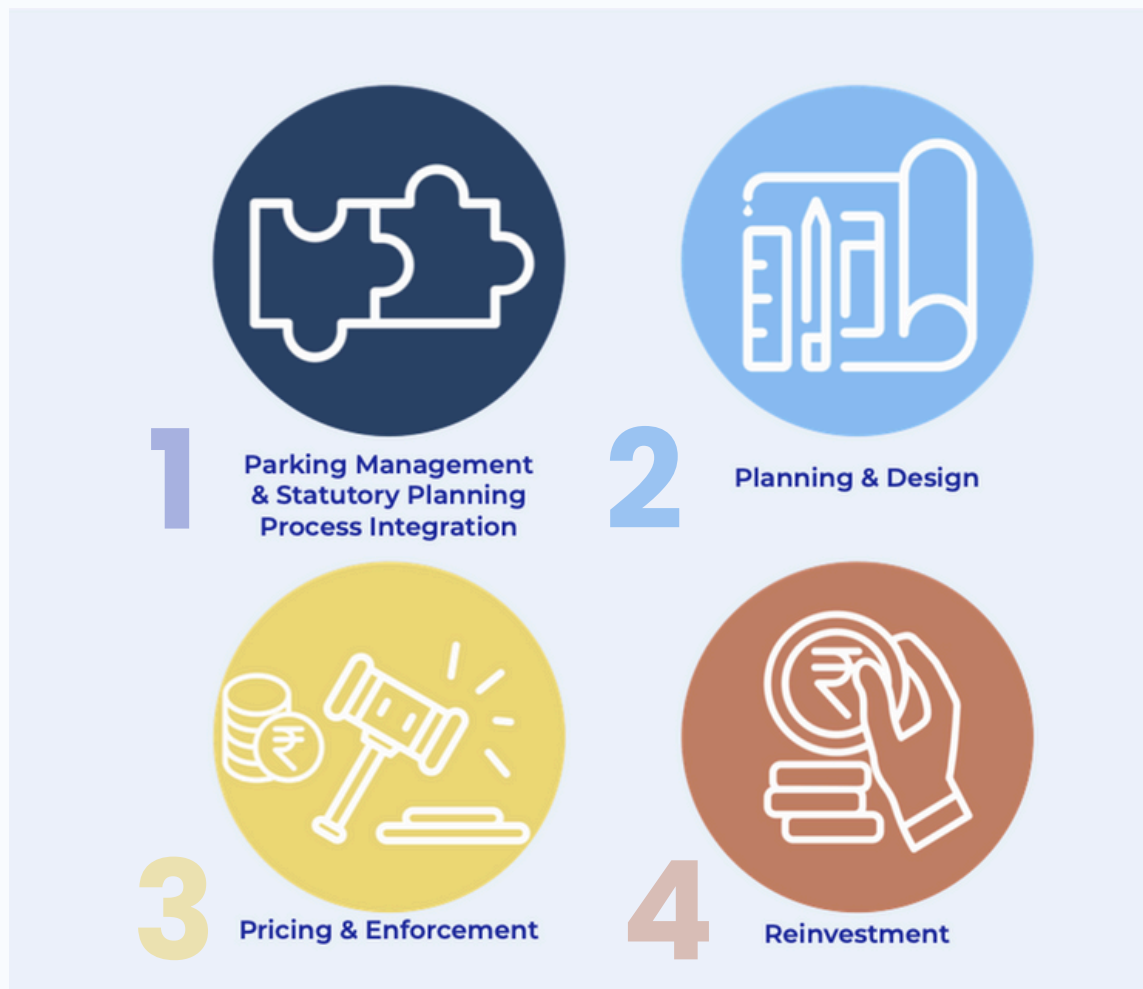 1
Parking Management
& Statutory Planning
Process Integration
2
Planning & Design
₹
3
Pricing & Enforcement
₹
4
Reinvestment